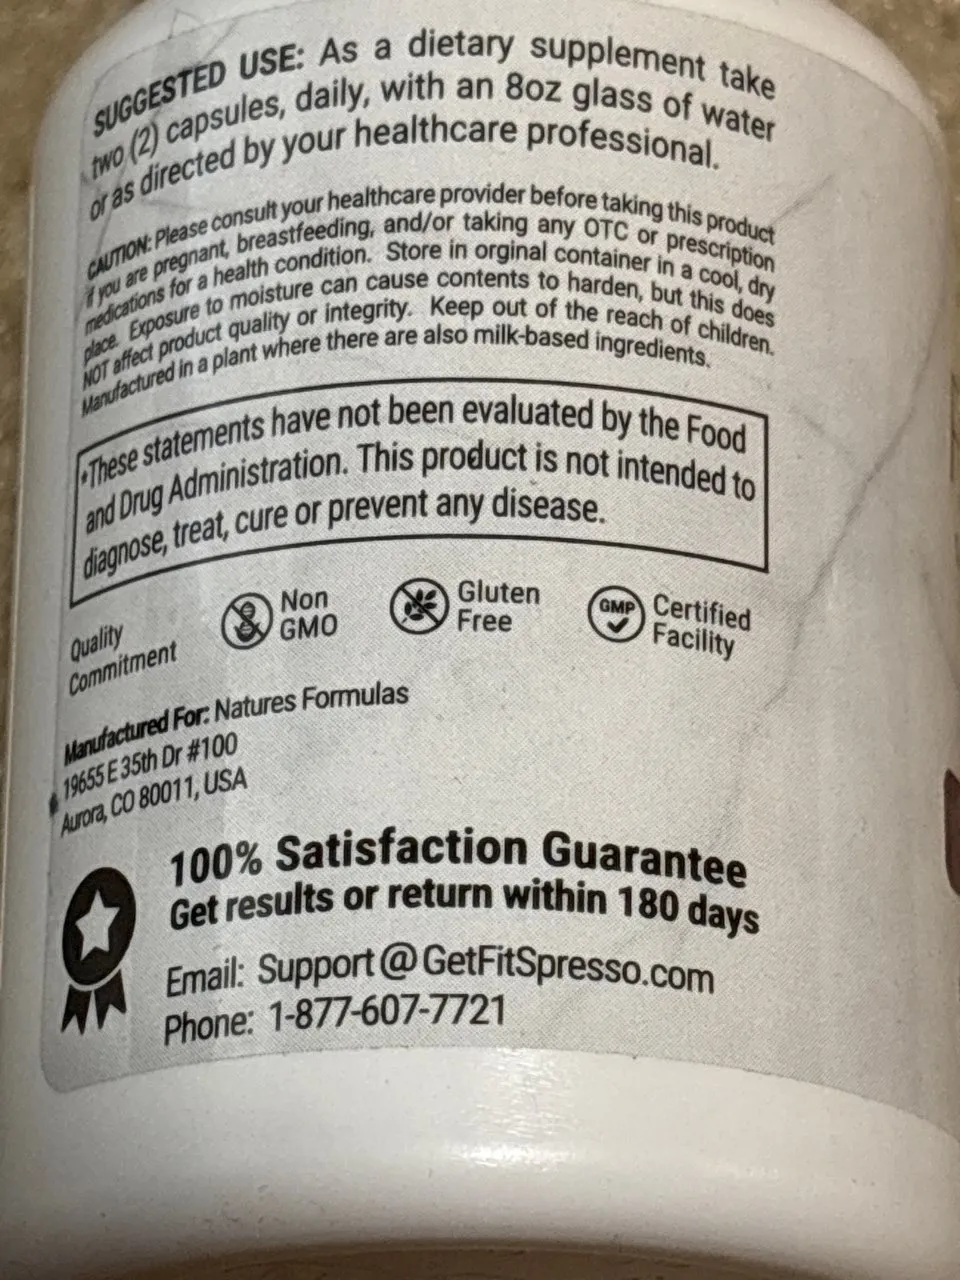 SUGGESTED USE: As a dietary supplement take
two (2) capsules, daily, with an 8oz glass of water
or as directed by your healthcare professional.
CAUTION: Please consult your healthcare provider before taking this product
if you are pregnant, breastfeeding, and/or taking any OTC or prescription
medications for a health condition. Store in orginal container in a cool, dry
place. Exposure to moisture can cause contents to harden, but this does
NOT affect product quality or integrity. Keep out of the reach of children.
Manufactured in a plant where there are also milk-based ingredients.
•These statements have not been evaluated by the Food
and Drug Administration. This product is not intended to
diagnose, treat, cure or prevent any disease.
Quality
Commitment
Non
GMO
Gluten
Free
GMP
Certified
Facility
Manufactured For: Natures Formulas
19655 E 35th Dr #100
Aurora, CO 80011, USA
100% Satisfaction Guarantee
Get results or return within 180 days
Email: Support@GetFitSpresso.com
Phone: 1-877-607-7721